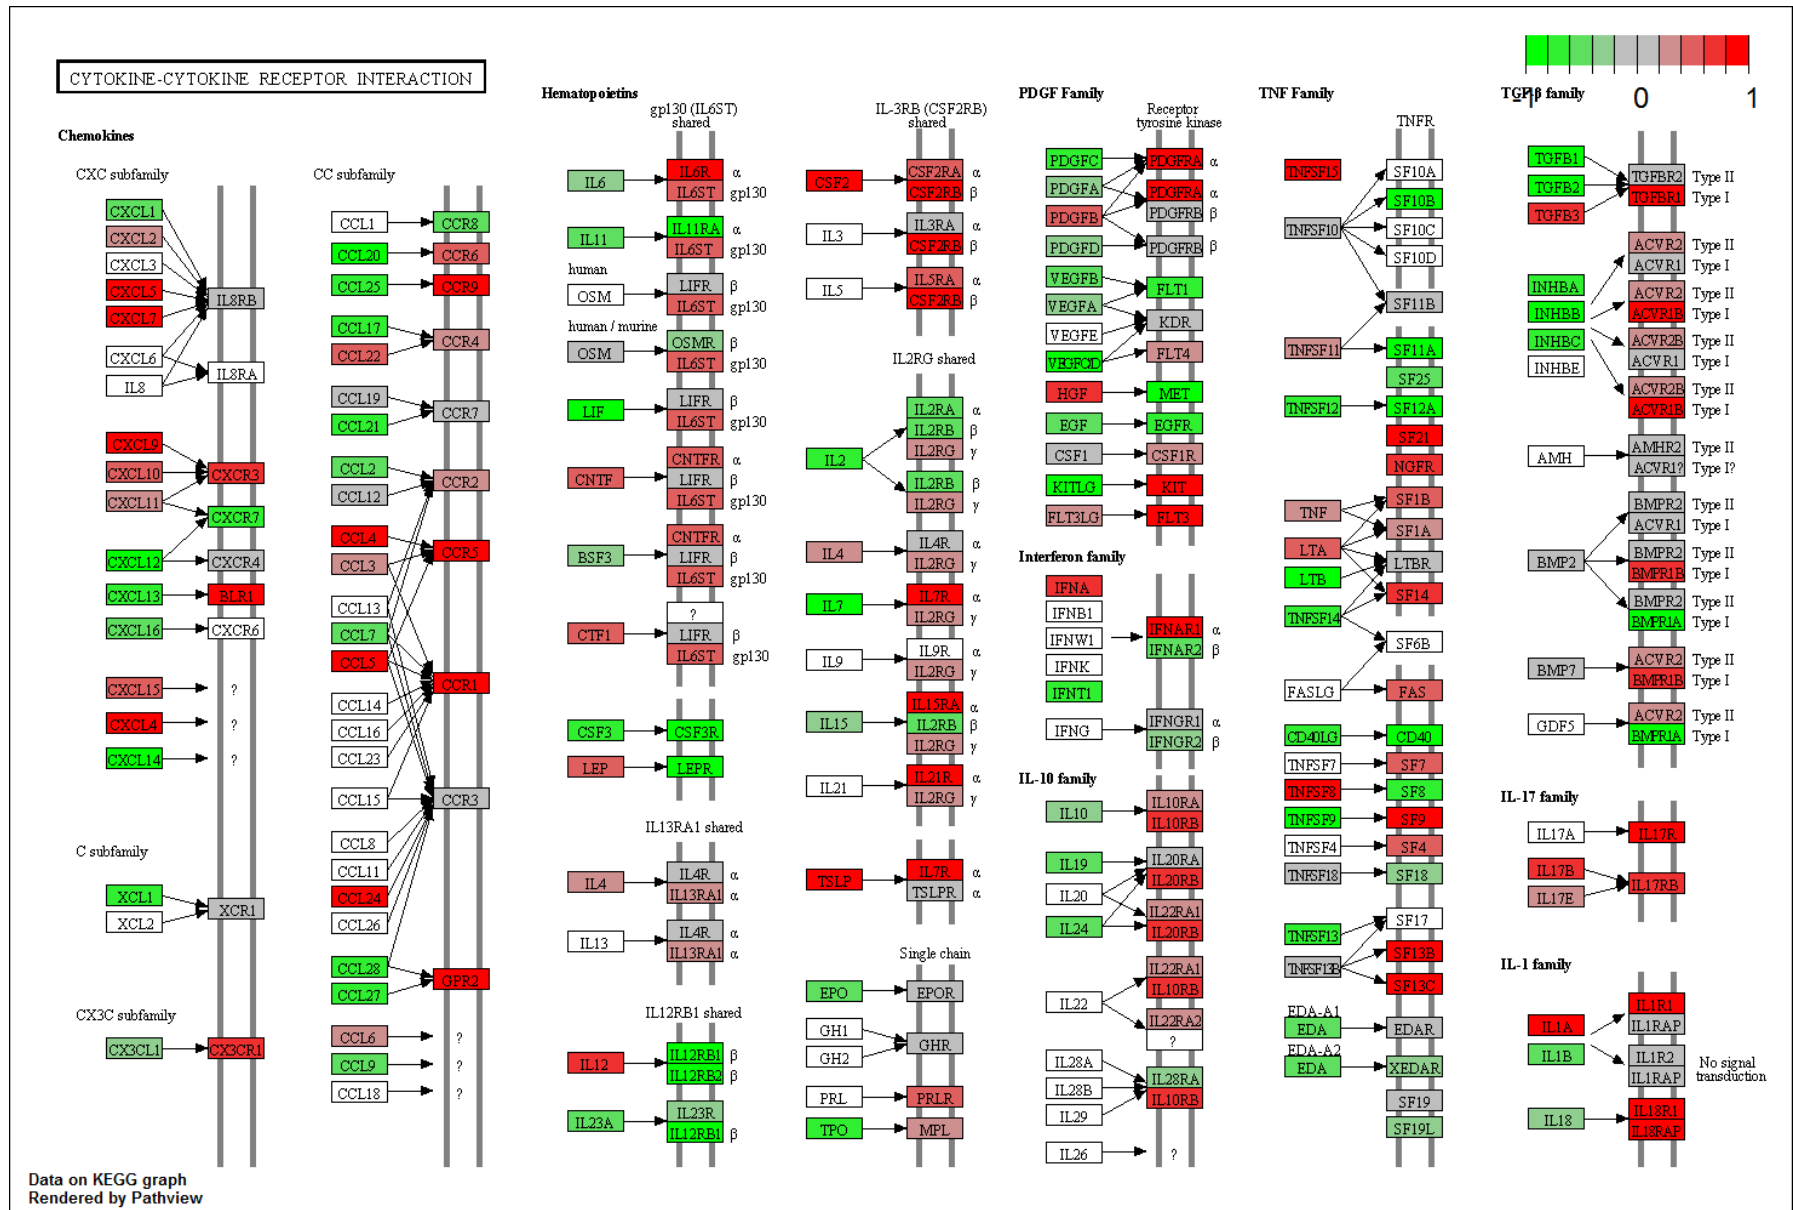 CYTOKINE-CYTOKINE RECEPTOR INTERACTION
-1 0 1
Chemokines
CXC subfamily
CXCL1
CXCL2
CXCL3
CXCL5
CXCL7
IL8RB
CXCL6
IL8
IL8RA
CXCL9
CXCL10
CXCL11
CXCR3
CXCR7
CXCL12
CXCR4
CXCL13
BLR1
CXCL16
CXCR6
CXCL15 ?
CXCL4 ?
CXCL14 ?
C subfamily
XCL1
XCL2
XCR1
CX3C subfamily
CX3CL1
CX3CR1
CC subfamily
CCL1
CCR8
CCL20
CCR6
CCL25
CCR9
CCL17
CCL22
CCR4
CCL19
CCL21
CCR7
CCL2
CCL12
CCR2
CCL4
CCL3
CCR5
CCL13
CCL7
CCL5
CCR1
CCL14
CCL16
CCL23
CCL15
CCR3
CCL8
CCL11
CCL24
CCL26
CCL28
CCL27
GPR2
CCL6 ?
CCL9 ?
CCL18 ?
Hematopoietins
gp130 (IL6ST)
shared
IL6
IL6R α
IL6ST gp130
IL11
IL11RA α
IL6ST gp130
human
OSM
LIFR β
IL6ST gp130
human / murine
OSM
OSMR β
IL6ST gp130
LIF
LIFR β
IL6ST gp130
CNTF
CNTFR α
LIFR β
IL6ST gp130
BSF3
CNTFR α
LIFR β
IL6ST gp130
CTF1
?
LIFR β
IL6ST gp130
CSF3
CSF3R
LEP
LEPR
IL13RA1 shared
IL4
IL4R α
IL13RA1 α
IL13
IL4R α
IL13RA1 α
IL12RB1 shared
IL12
IL12RB1 β
IL12RB2 β
IL23A
IL23R
IL12RB1 β
IL-3RB (CSF2RB)
shared
CSF2
CSF2RA α
CSF2RB β
IL3
IL3RA α
CSF2RB β
IL5
IL5RA α
CSF2RB β
IL2RG shared
IL2
IL2RA α
IL2RB β
IL2RG γ
IL2RB β
IL2RG γ
IL4
IL4R α
IL2RG γ
IL7
IL7R α
IL2RG γ
IL9
IL9R α
IL2RG γ
IL15
IL15RA α
IL2RB β
IL2RG γ
IL21
IL21R α
IL2RG γ
TSLP
IL7R α
TSLPR α
Single chain
EPO
EPOR
GH1
GH2
GHR
PRL
PRLR
TPO
MPL
PDGF Family
Receptor
tyrosine kinase
PDGFC
PDGFA
PDGFB
PDGFD
PDGFRA α
PDGFRA α
PDGFRB β
PDGFRB β
VEGFB
VEGFA
VEGFE
VEGFC/D
FLT1
KDR
FLT4
HGF
MET
EGF
EGFR
CSF1
CSF1R
KITLG
KIT
FLT3LG
FLT3
Interferon family
IFNA
IFNB1
IFNW1
IFNK
IFNT1
IFNAR1 α
IFNAR2 β
IFNG
IFNGR1 α
IFNGR2 β
IL-10 family
IL10
IL10RA
IL10RB
IL19
IL20
IL24
IL20RA
IL20RB
IL22RA1
IL20RB
IL22
IL22RA1
IL10RB
IL22RA2
?
IL28A
IL28B
IL29
IL28RA
IL10RB
IL26 ?
TNF Family
TNFR
TNFSF15
TNFSF10
SF10A
SF10B
SF10C
SF10D
SF11B
TNFSF11
SF11A
SF25
TNFSF12
SF12A
SF21
NGFR
TNF
LTA
LTB
TNFSF14
SF1B
SF1A
LTBR
SF14
SF6B
FASLG
FAS
CD40LG
CD40
TNFSF7
SF7
TNFSF8
SF8
TNFSF9
SF9
TNFSF4
SF4
TNFSF18
SF18
TNFSF13
TNFSF13B
SF17
SF13B
SF13C
EDA-A1
EDA
EDAR
EDA-A2
EDA
XEDAR
SF19
SF19L
TGF-β family
TGFB1
TGFB2
TGFB3
TGFBR2 Type II
TGFBR1 Type I
INHBA
INHBB
INHBC
INHBE
ACVR2 Type II
ACVR1 Type I
ACVR2 Type II
ACVR1B Type I
ACVR2B Type II
ACVR1 Type I
ACVR2B Type II
ACVR1B Type I
AMH
AMHR2 Type II
ACVR1? Type I?
BMP2
BMPR2 Type II
ACVR1 Type I
BMPR2 Type II
BMPR1B Type I
BMPR2 Type II
BMPR1A Type I
BMP7
ACVR2 Type II
BMPR1B Type I
GDF5
ACVR2 Type II
BMPR1A Type I
IL-17 family
IL17A
IL17R
IL17B
IL17E
IL17RB
IL-1 family
IL1A
IL1B
IL1R1
IL1RAP
IL1R2
IL1RAP
No signal
transduction
IL18
IL18R1
IL18RAP
Data on KEGG graph
Rendered by Pathview